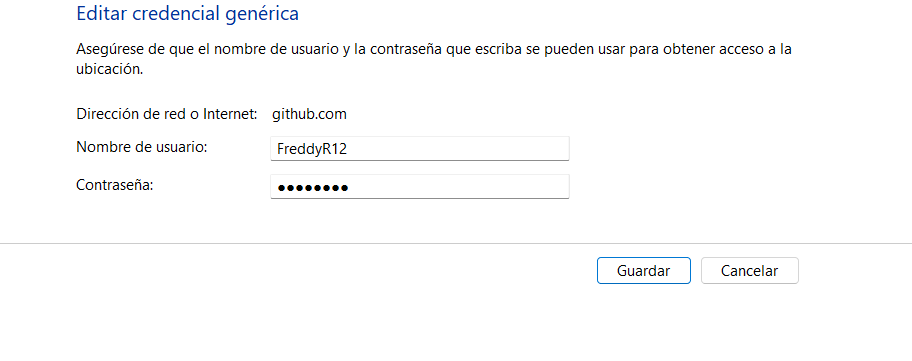 Editar credencial genérica
Asegúrese de que el nombre de usuario y la contraseña que escriba se pueden usar para obtener acceso a la
ubicación.
Dirección de red o Internet: github.com
Nombre de usuario: FreddyR12
Contraseña: ●●●●●●●●
Guardar Cancelar